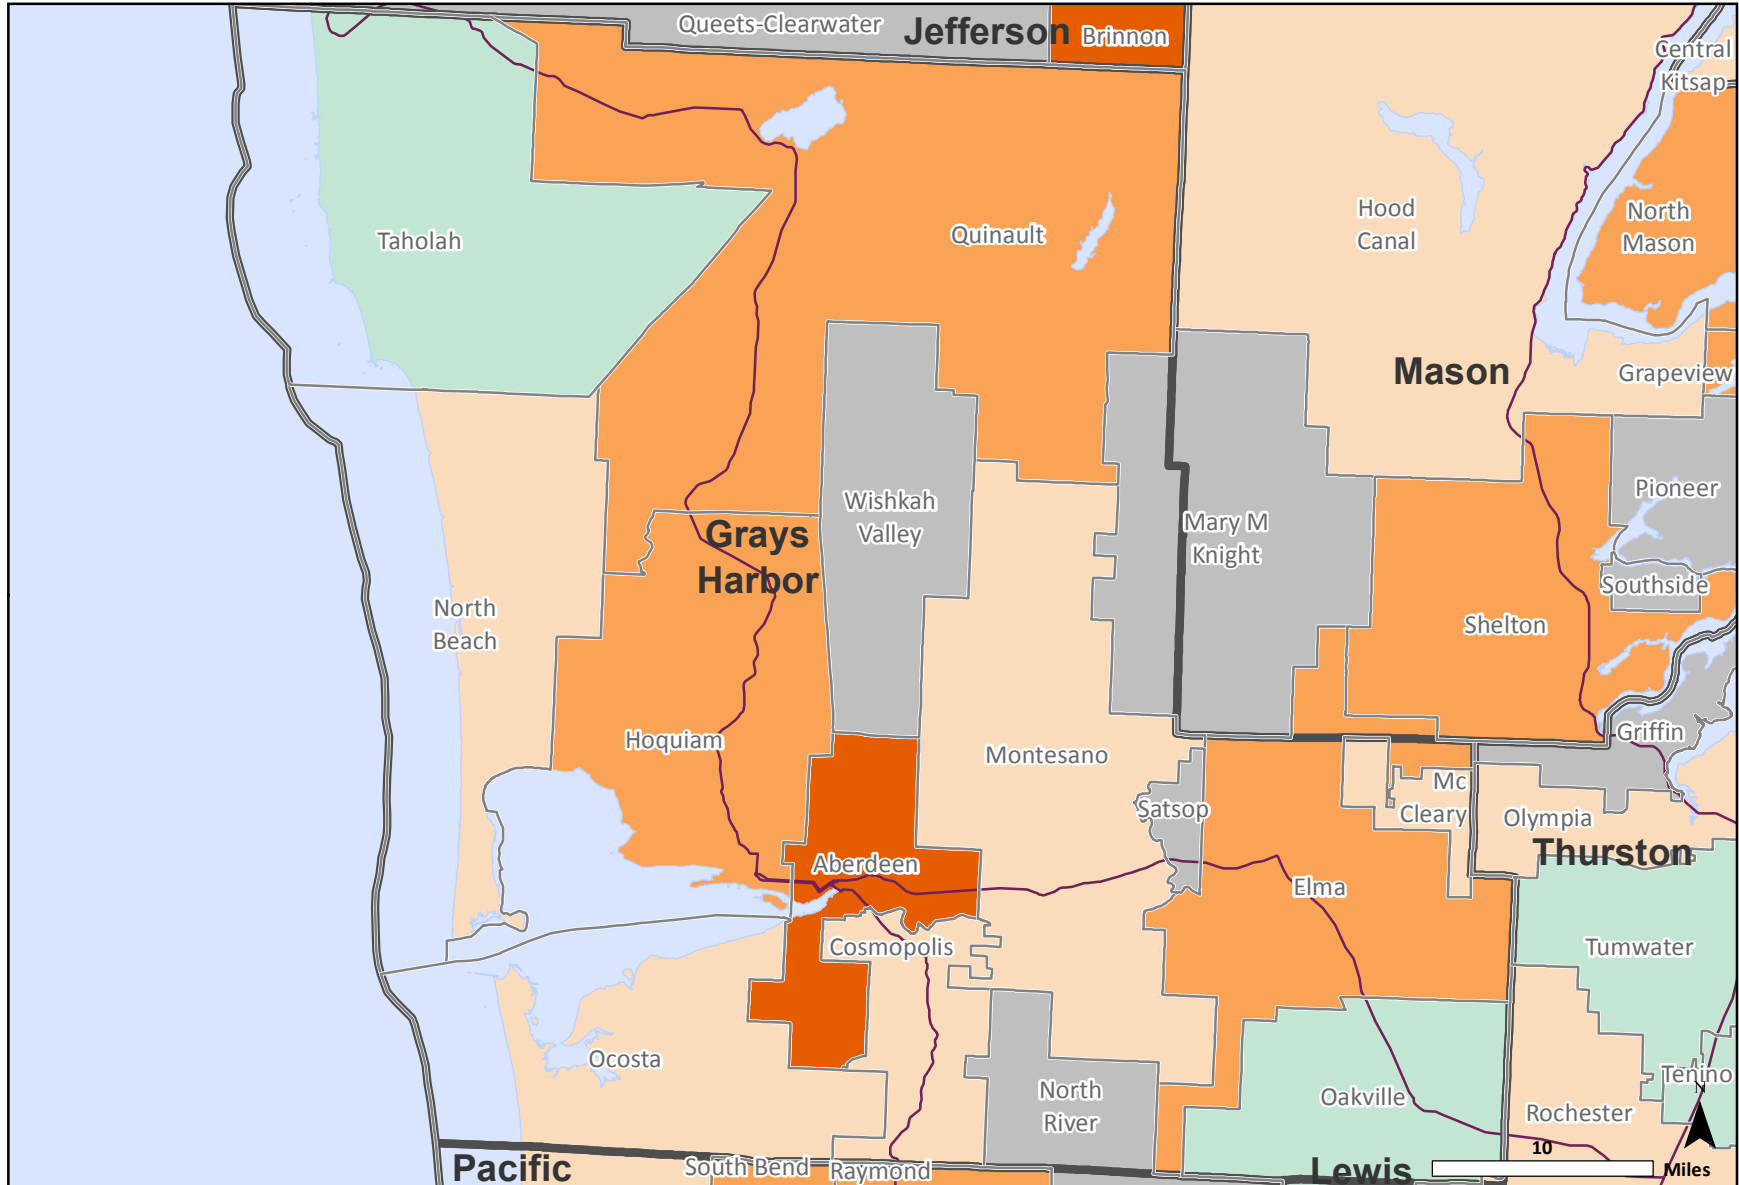 Queets-Clearwater
Jefferson
Brinnon
Central
Kitsap
Taholah
Quinault
Hood
Canal
North
Mason
Mason
Grapeview
Wishkah
Valley
Mary M
Knight
Pioneer
Grays
Harbor
Southside
North
Beach
Shelton
Hoquiam
Montesano
Griffin
Satsop
Mc
Cleary
Olympia
Thurston
Aberdeen
Elma
Cosmopolis
Tumwater
Ocosta
North
River
Oakville
Rochester
Tenino
N
Pacific
South Bend
Raymond
Lewis
10
Miles